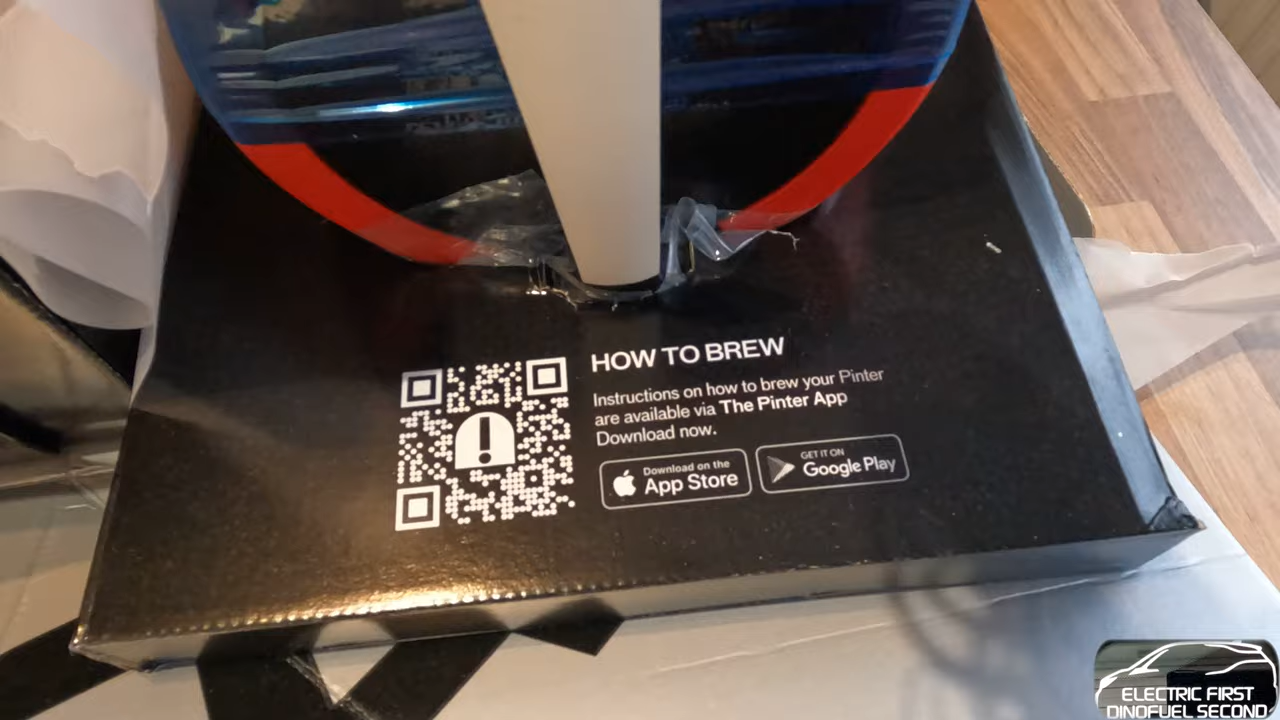 HOW TO BREW
Instructions on how to brew your Pinter
are available via The Pinter App
Download now.
Download on the
App Store
GET IT ON
Google Play
ELECTRIC FIRST
DINOFUEL SECOND